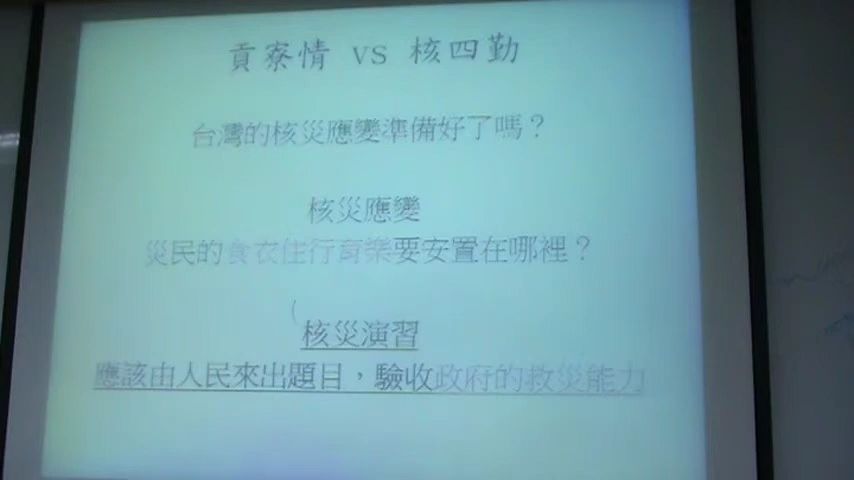 貢寮情 vs 核四勤
台灣的核災應變準備好了嗎？
核災應變
災民的食衣住行育樂要安置在哪裡？
核災演習
應該由人民來出題目，驗收政府的救災能力